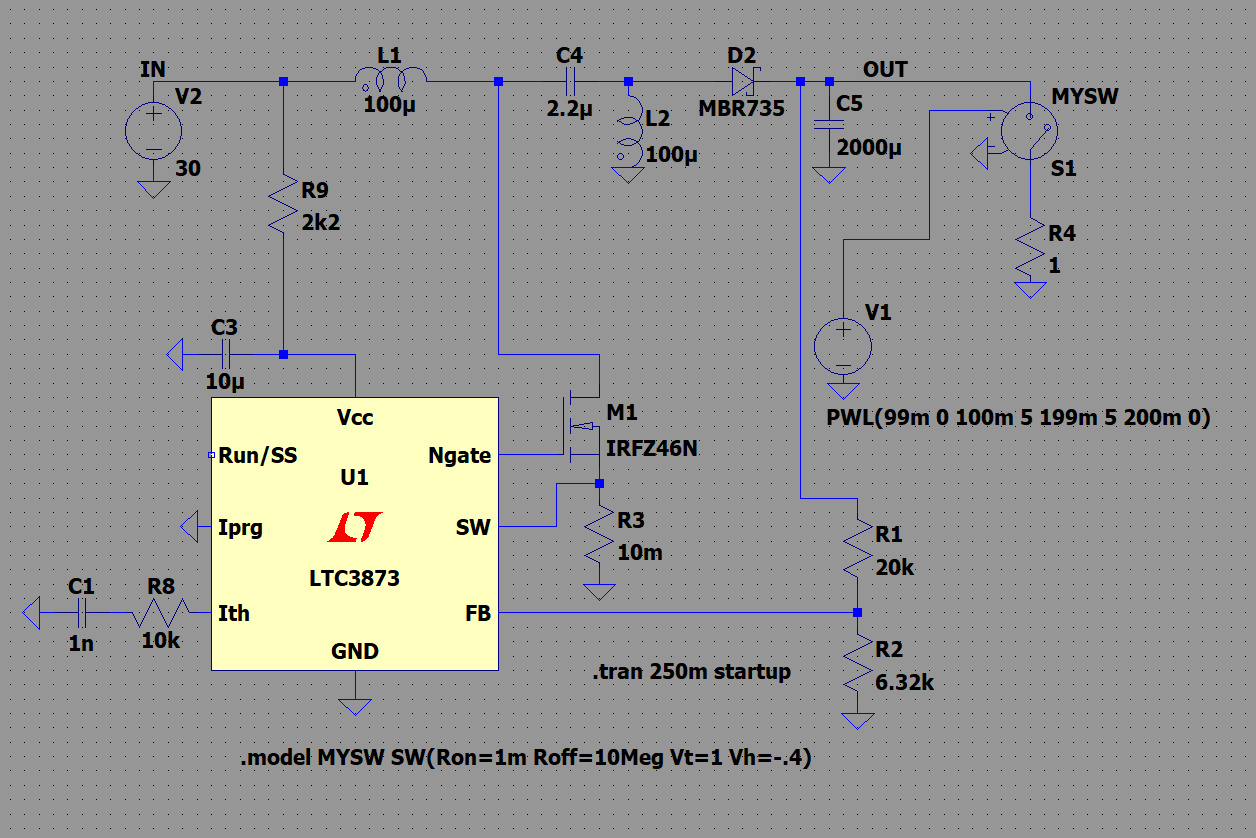 IN
V2
30
L1
100µ
C4
2.2µ
D2
MBR735
OUT
L2
100µ
C5
2000µ
MYSW
S1
+
-
R9
2k2
R4
1
C3
10µ
V1
PWL(99m 0 100m 5 199m 5 200m 0)
Vcc
Run/SS
Ngate
U1
Iprg
SW
LTC3873
Ith
FB
GND
M1
IRFZ46N
R3
10m
R1
20k
C1
1n
R8
10k
R2
6.32k
.tran 250m startup
.model MYSW SW(Ron=1m Roff=10Meg Vt=1 Vh=-.4)